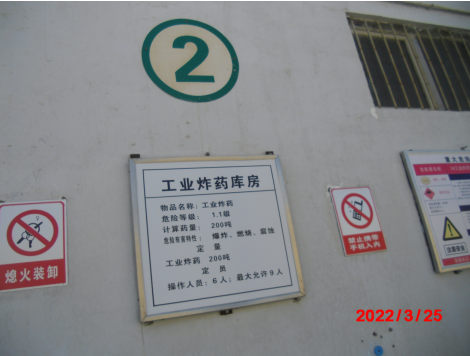 2
工业炸药库房
物品名称：工业炸药
危险等级： 1.1级
计算药量： 200吨
危险有害特性： 爆炸、燃烧、腐蚀
定 量
工业炸药 200吨
定 员
操作人员：6人；最大允许9人
熄火装卸
禁止携带
手机入内
注意安全
2022/3/25